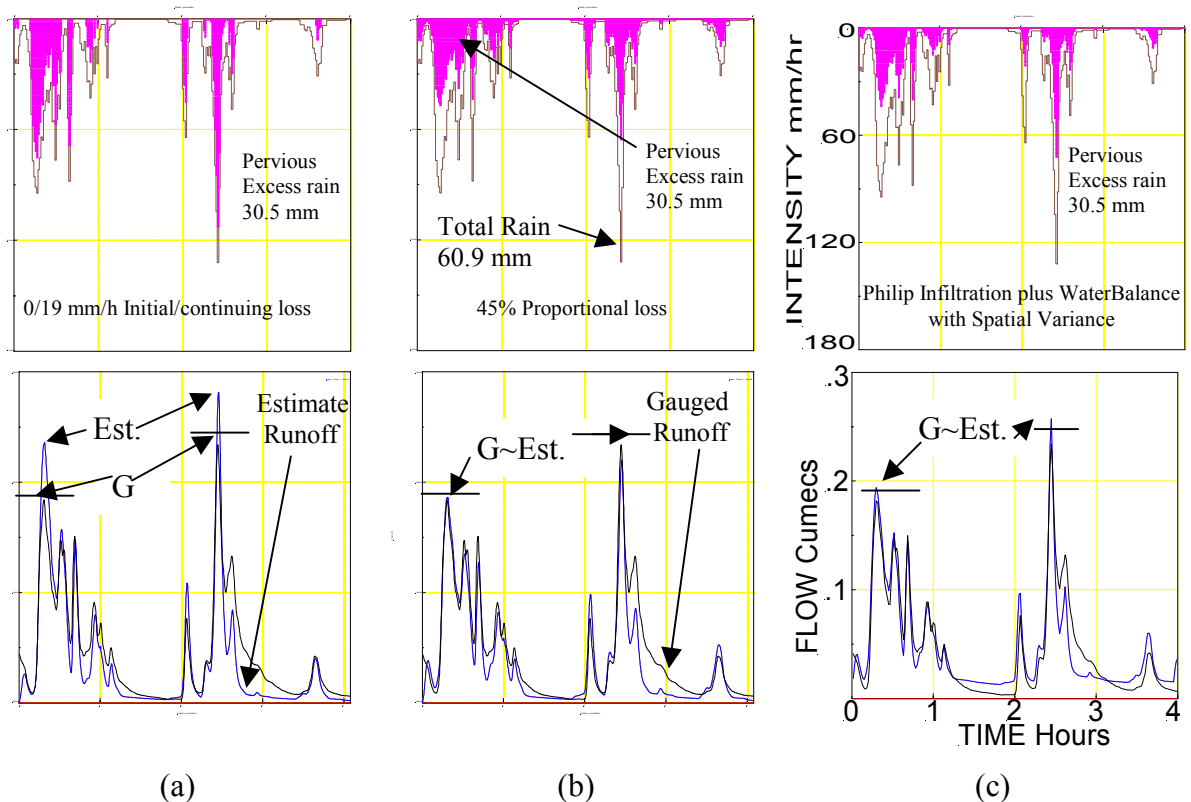 Pervious
Excess rain
30.5 mm
0/19 mm/h Initial/continuing loss
Pervious
Excess rain
30.5 mm
Total Rain
60.9 mm
45% Proportional loss
INTENSITY mm/hr
0
60
120
180
Pervious
Excess rain
30.5 mm
Philip Infiltration plus WaterBalance
with Spatial Variance
Est.
G
Estimate
Runoff
G~Est.
Gauged
Runoff
FLOW Cumecs
.3
.2
.1
G~Est.
0 1 2 3 4
TIME Hours
(a) (b) (c)